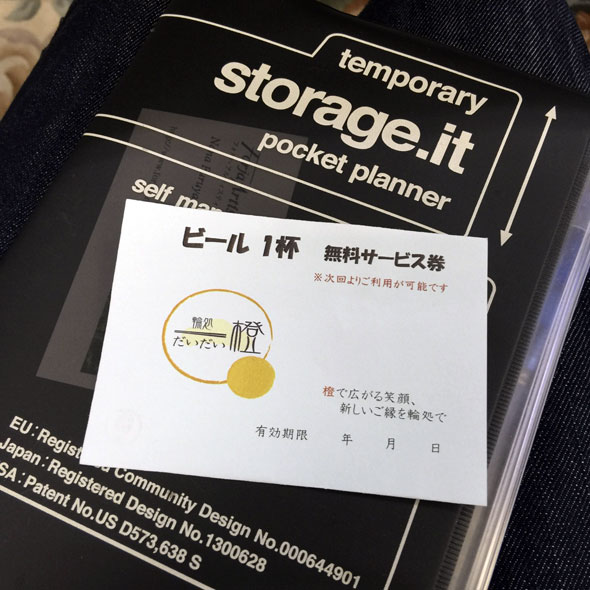 temporary
storage.it
pocket planner
self
ビール 1杯 無料サービス券
※次回よりご利用が可能です
輪処
だいだい 橙
橙で広がる笑顔、
新しいご縁を輪処で
有効期限 年 月 日
EU:Registered Community Design No.000644901
Japan:Registered Design No.1300628
USA:Patent No.US D573,638 S